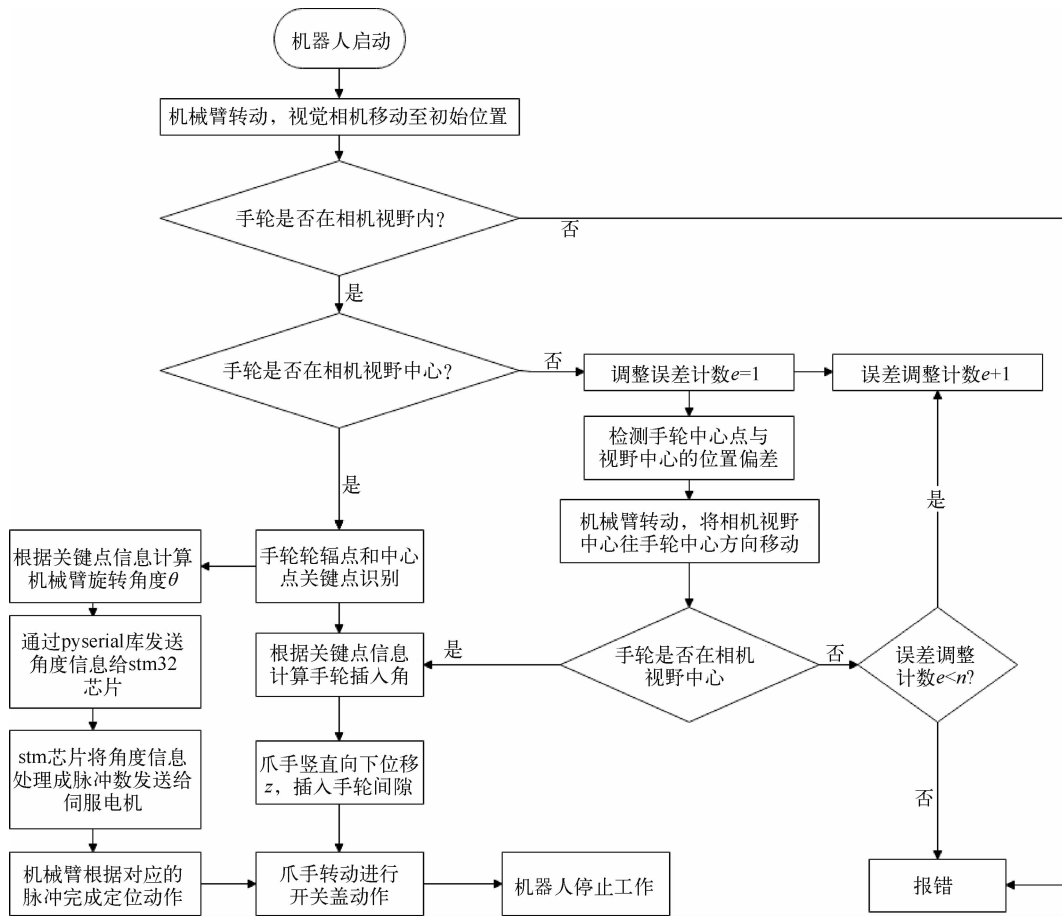 机器人启动
机械臂转动，视觉相机移动至初始位置
手轮是否在相机视野内？
否
是
手轮是否在相机视野中心？
否
调整误差计数e=1
误差调整计数e+1
检测手轮中心点与
视野中心的位置偏差
是
是
机械臂转动，将相机视野
中心往手轮中心方向移动
根据关键点信息计算
机械臂旋转角度θ
手轮轮辐点和中心
点关键点识别
通过pyserial库发送
角度信息给stm32
芯片
根据关键点信息
计算手轮插入角
是
手轮是否在相机
视野中心
否
误差调整
计数e<n?
stm芯片将角度信息
处理成脉冲数发送给
伺服电机
爪手竖直向下位移
z，插入手轮间隙
否
机械臂根据对应的
脉冲完成定位动作
爪手转动进行
开关盖动作
机器人停止工作
报错